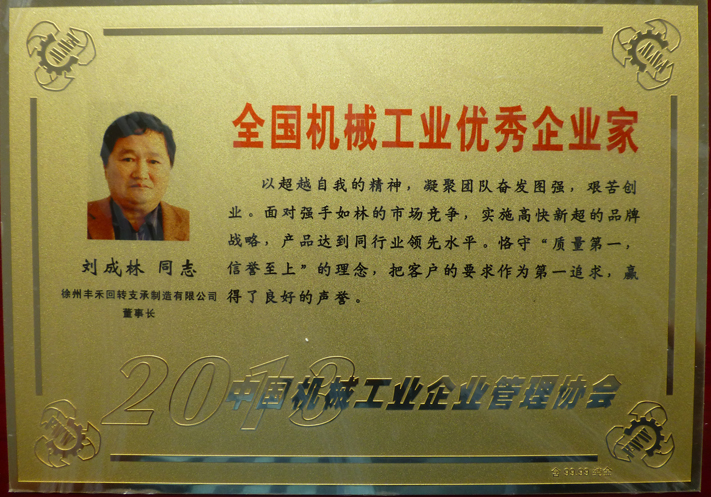 全国机械工业优秀企业家
以超越自我的精神，凝聚团队奋发图强，艰苦创
业。面对强手如林的市场竞争，实施高快新超的品牌
战略，产品达到同行业领先水平。恪守“质量第一，
信誉至上”的理念，把客户的要求作为第一追求，赢
得了良好的声誉。
刘成林 同志
徐州丰禾回转支承制造有限公司
董事长
2013
中国机械工业企业管理协会